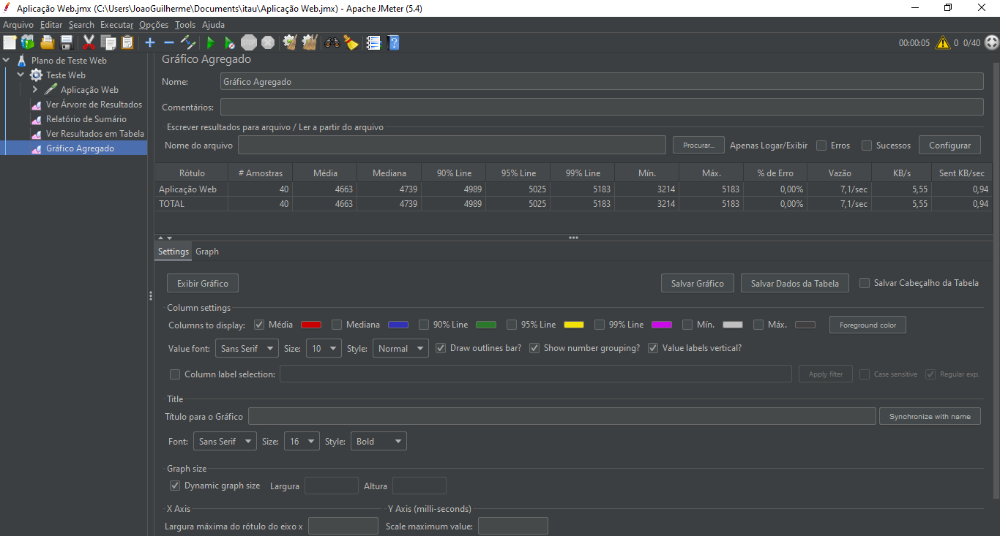 Aplicação Web.jmx (C:\Users\JoaoGuilherme\Documents\itau\Aplicação Web.jmx) - Apache JMeter (5.4)
Arquivo Editar Search Executar Opções Tools Ajuda
00:00:05 0 0/40
Plano de Teste Web
Teste Web
Aplicação Web
Ver Árvore de Resultados
Relatório de Sumário
Ver Resultados em Tabela
Gráfico Agregado
Gráfico Agregado
Nome: Gráfico Agregado
Comentários:
Escrever resultados para arquivo / Ler a partir do arquivo
Nome do arquivo Procurar... Apenas Logar/Exibir Erros Sucessos Configurar
Rótulo # Amostras Média Mediana 90% Line 95% Line 99% Line Mín. Máx. % de Erro Vazão KB/s Sent KB/sec
Aplicação Web 40 4663 4739 4989 5025 5183 3214 5183 0,00% 7,1/sec 5,55 0,94
TOTAL 40 4663 4739 4989 5025 5183 3214 5183 0,00% 7,1/sec 5,55 0,94
Settings Graph
Exibir Gráfico Salvar Gráfico Salvar Dados da Tabela Salvar Cabeçalho da Tabela
Column settings
Columns to display: Média Mediana 90% Line 95% Line 99% Line Mín. Máx. Foreground color
Value font: Sans Serif Size: 10 Style: Normal Draw outlines bar? Show number grouping? Value labels vertical?
Column label selection: Apply filter Case sensitive Regular exp.
Title
Título para o Gráfico Synchronize with name
Font: Sans Serif Size: 16 Style: Bold
Graph size
Dynamic graph size Largura Altura
X Axis Y Axis (milli-seconds)
Largura máxima do rótulo do eixo x Scale maximum value: